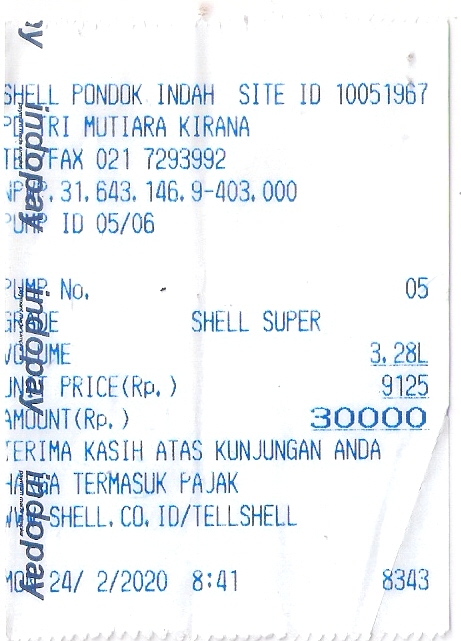 SHELL PONDOK INDAH SITE ID 10051967
MUTIARA KIRANA
FAX 021 7293992
31.643.146.9-403.000
PUMP ID 05/06
PUMP No. 05
GRADE SHELL SUPER
VOLUME 3.28L
UNIT PRICE(Rp.) 9125
AMOUNT(Rp.) 30000
TERIMA KASIH ATAS KUNJUNGAN ANDA
HARGA TERMASUK PAJAK
WWW.SHELL.CO.ID/TELLSHELL
MON 24/ 2/2020 8:41 8343
indopay
indopay
indopay